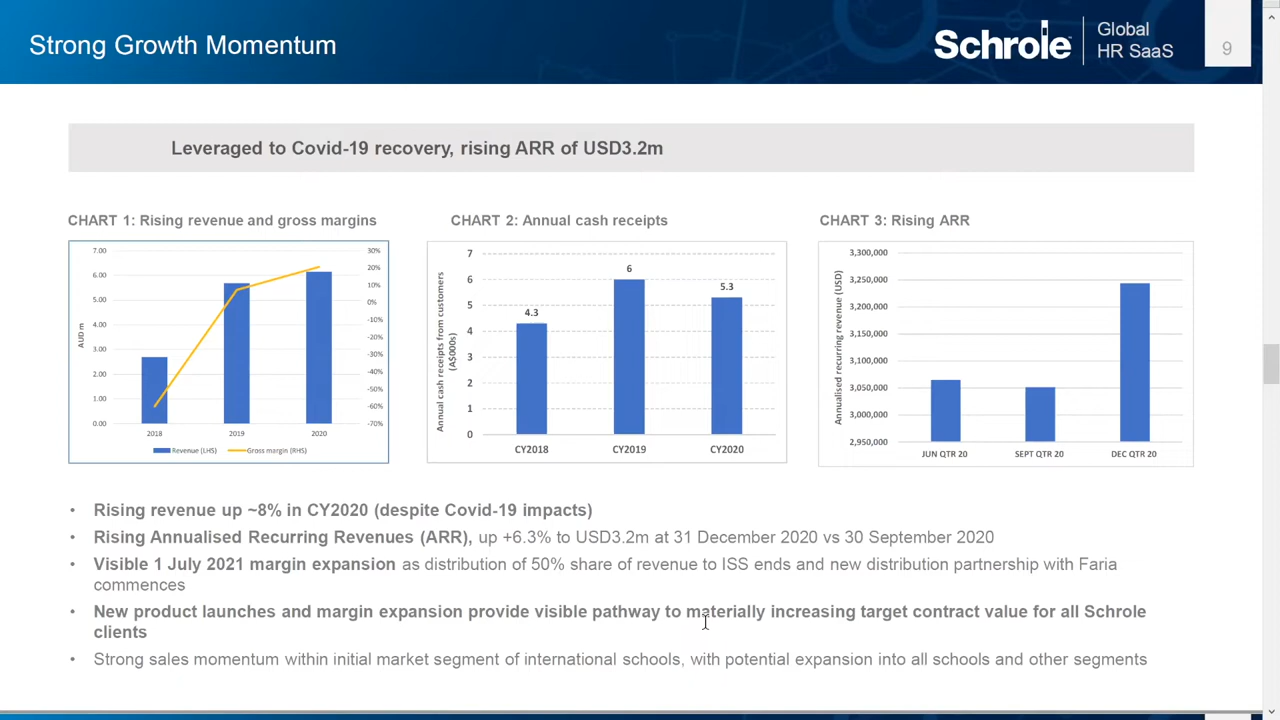 Strong Growth Momentum
Schrole
Global
HR SaaS
9
Leveraged to Covid-19 recovery, rising ARR of USD3.2m
CHART 1: Rising revenue and gross margins
7.00
6.00
5.00
4.00
3.00
2.00
1.00
0.00
AUD m
30%
20%
10%
0%
-10%
-20%
-30%
-40%
-50%
-60%
-70%
2018
2019
2020
Revenue (LHS)
Gross margin (RHS)
CHART 2: Annual cash receipts
Annual cash receipts from customers
(A$000s)
7
6
5
4
3
2
1
0
4.3
6
5.3
CY2018
CY2019
CY2020
CHART 3: Rising ARR
Annualised recurring revenue (USD)
3,300,000
3,250,000
3,200,000
3,150,000
3,100,000
3,050,000
3,000,000
2,950,000
JUN QTR 20
SEPT QTR 20
DEC QTR 20
• Rising revenue up ~8% in CY2020 (despite Covid-19 impacts)
• Rising Annualised Recurring Revenues (ARR), up +6.3% to USD3.2m at 31 December 2020 vs 30 September 2020
• Visible 1 July 2021 margin expansion as distribution of 50% share of revenue to ISS ends and new distribution partnership with Faria
commences
• New product launches and margin expansion provide visible pathway to materially increasing target contract value for all Schrole
clients
• Strong sales momentum within initial market segment of international schools, with potential expansion into all schools and other segments